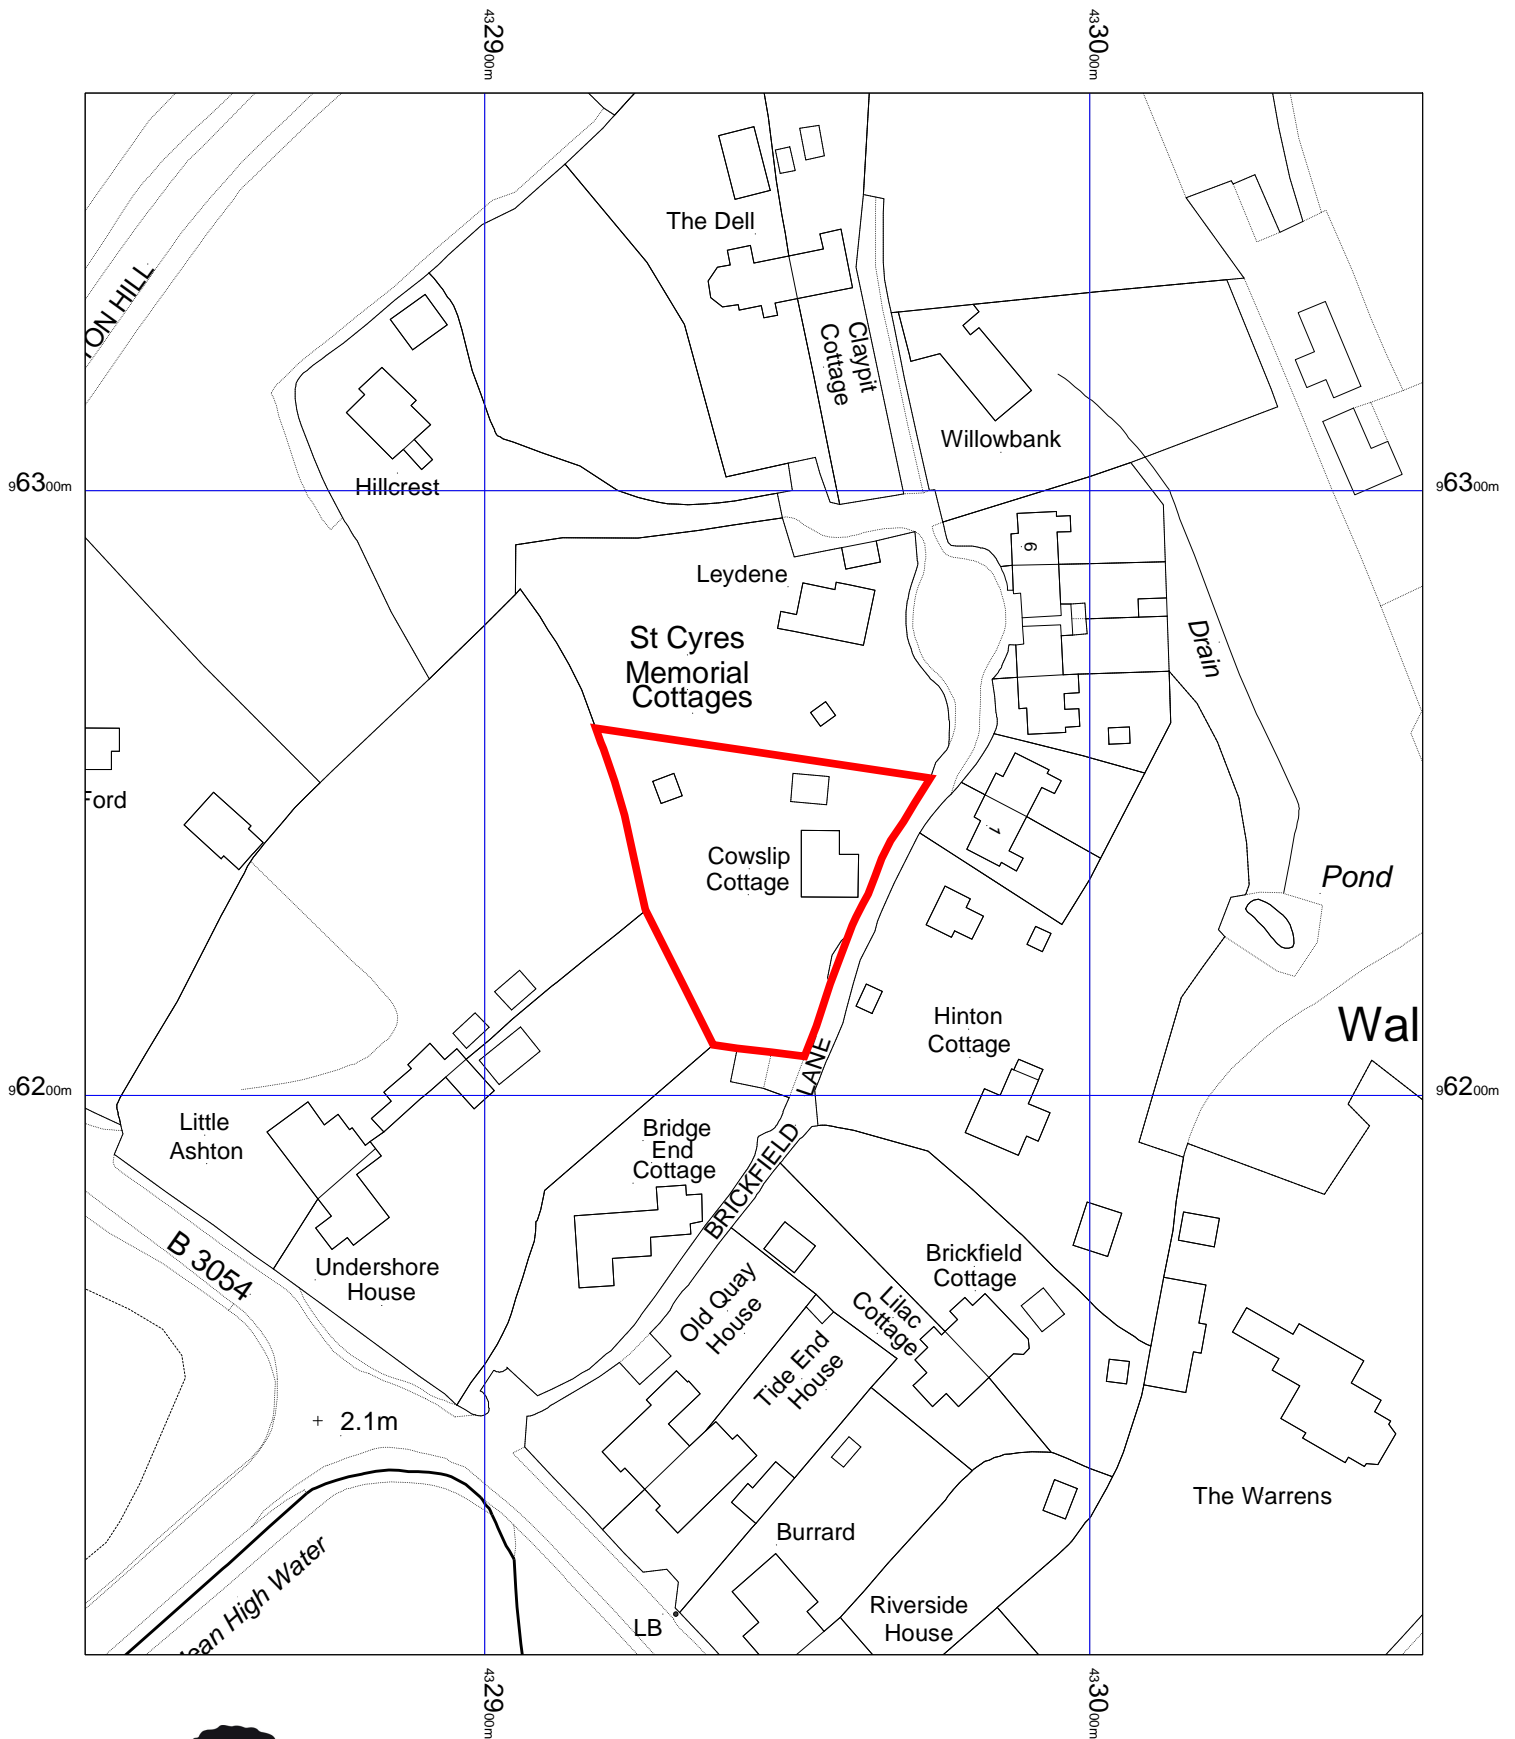 432900m
433000m
The Dell
TON HILL
Claypit
Cottage
Willowbank
Hillcrest
96300m
96300m
6
Leydene
St Cyres
Memorial
Cottages
Drain
Ford
1
Cowslip
Cottage
Pond
Hinton
Cottage
Wal
LANE
96200m
96200m
Little
Ashton
Bridge
End
Cottage
BRICKFIELD
B 3054
Undershore
House
Brickfield
Cottage
Old Quay
House
Lilac
Cottage
Tide End
House
2.1m
The Warrens
Burrard
Mean High Water
Riverside
House
LB
432900m
433000m